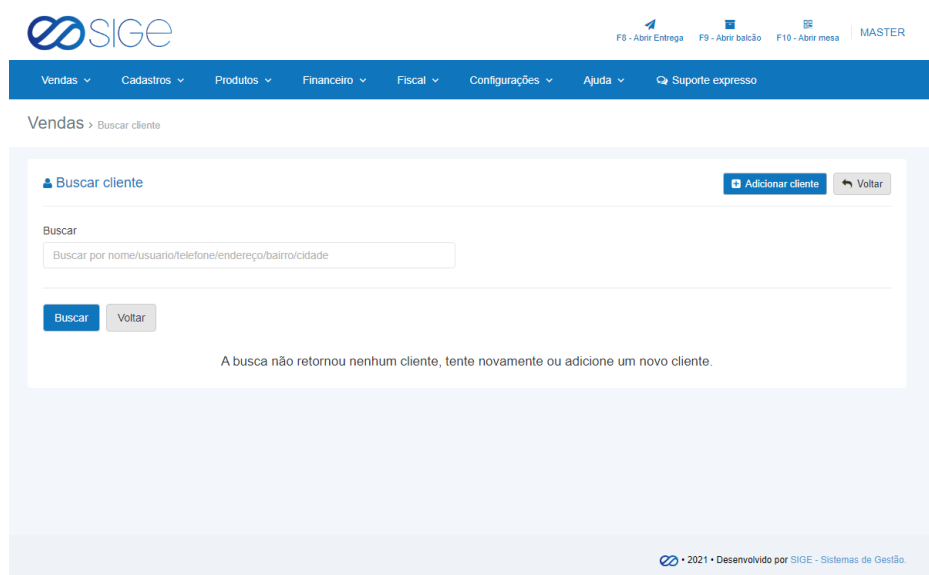 SIGE
F8 - Abrir Entrega F9 - Abrir balcão F10 - Abrir mesa MASTER
Vendas Cadastros Produtos Financeiro Fiscal Configurações Ajuda Suporte expresso
Vendas > Buscar cliente
Buscar cliente Adicionar cliente Voltar
Buscar
Buscar por nome/usuario/telefone/endereço/bairro/cidade
Buscar Voltar
A busca não retornou nenhum cliente, tente novamente ou adicione um novo cliente.
• 2021 • Desenvolvido por SIGE - Sistemas de Gestão.